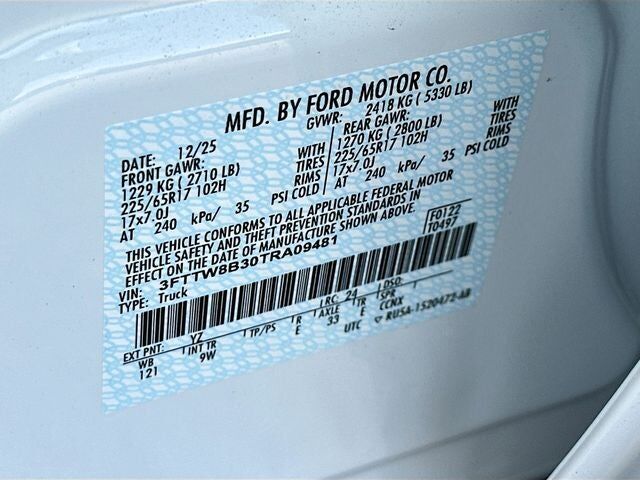 MFD. BY FORD MOTOR CO.
DATE: 12/25 GVWR: 2418 KG ( 5330 LB)
FRONT GAWR: WITH REAR GAWR: WITH
1229 KG ( 2710 LB) TIRES 1270 KG ( 2800 LB) TIRES
225/65R17 102H RIMS 225/65R17 102H RIMS
17x7.0J PSI COLD 17x7.0J PSI COLD
AT 240 kPa/ 35 AT 240 kPa/ 35
THIS VEHICLE CONFORMS TO ALL APPLICABLE FEDERAL MOTOR
VEHICLE SAFETY AND THEFT PREVENTION STANDARDS IN
EFFECT ON THE DATE OF MANUFACTURE SHOWN ABOVE.
VIN: 3FTTW8B30TRA09481
TYPE: Truck
F0122
T0497
EXT PNT: YZ RC: 24 DSO:
WB INT TR TP/PS R AXLE TR SPR
121 9W E 33 E CCNX
UTC RU5A-1520472-AB